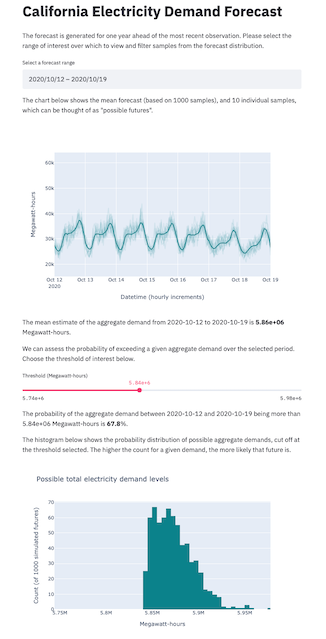 California Electricity Demand Forecast
The forecast is generated for one year ahead of the most recent observation. Please select the
range of interest over which to view and filter samples from the forecast distribution.
Select a forecast range
2020/10/12 – 2020/10/19
The chart below shows the mean forecast (based on 1000 samples), and 10 individual samples,
which can be thought of as "possible futures".
60k
50k
40k
30k
20k
Megawatt-hours
Oct 12 Oct 13 Oct 14 Oct 15 Oct 16 Oct 17 Oct 18 Oct 19
2020
Datetime (hourly increments)
The mean estimate of the aggregate demand from 2020-10-12 to 2020-10-19 is 5.86e+06
Megawatt-hours.
We can assess the probability of exceeding a given aggregate demand over the selected period.
Choose the threshold of interest below.
Threshold (Megawatt-hours)
5.84e+6
5.74e+6 5.98e+6
The probability of the aggregate demand between 2020-10-12 and 2020-10-19 being more than
5.84e+06 Megawatt-hours is 67.8%.
The histogram below shows the probability distribution of possible aggregate demands, cut off at
the threshold selected. The higher the count for a given demand, the more likely that future is.
Possible total electricity demand levels
70
60
50
40
30
20
10
0
Count (of 1000 simulated futures)
5.75M 5.8M 5.85M 5.9M 5.95M
Megawatt-hours